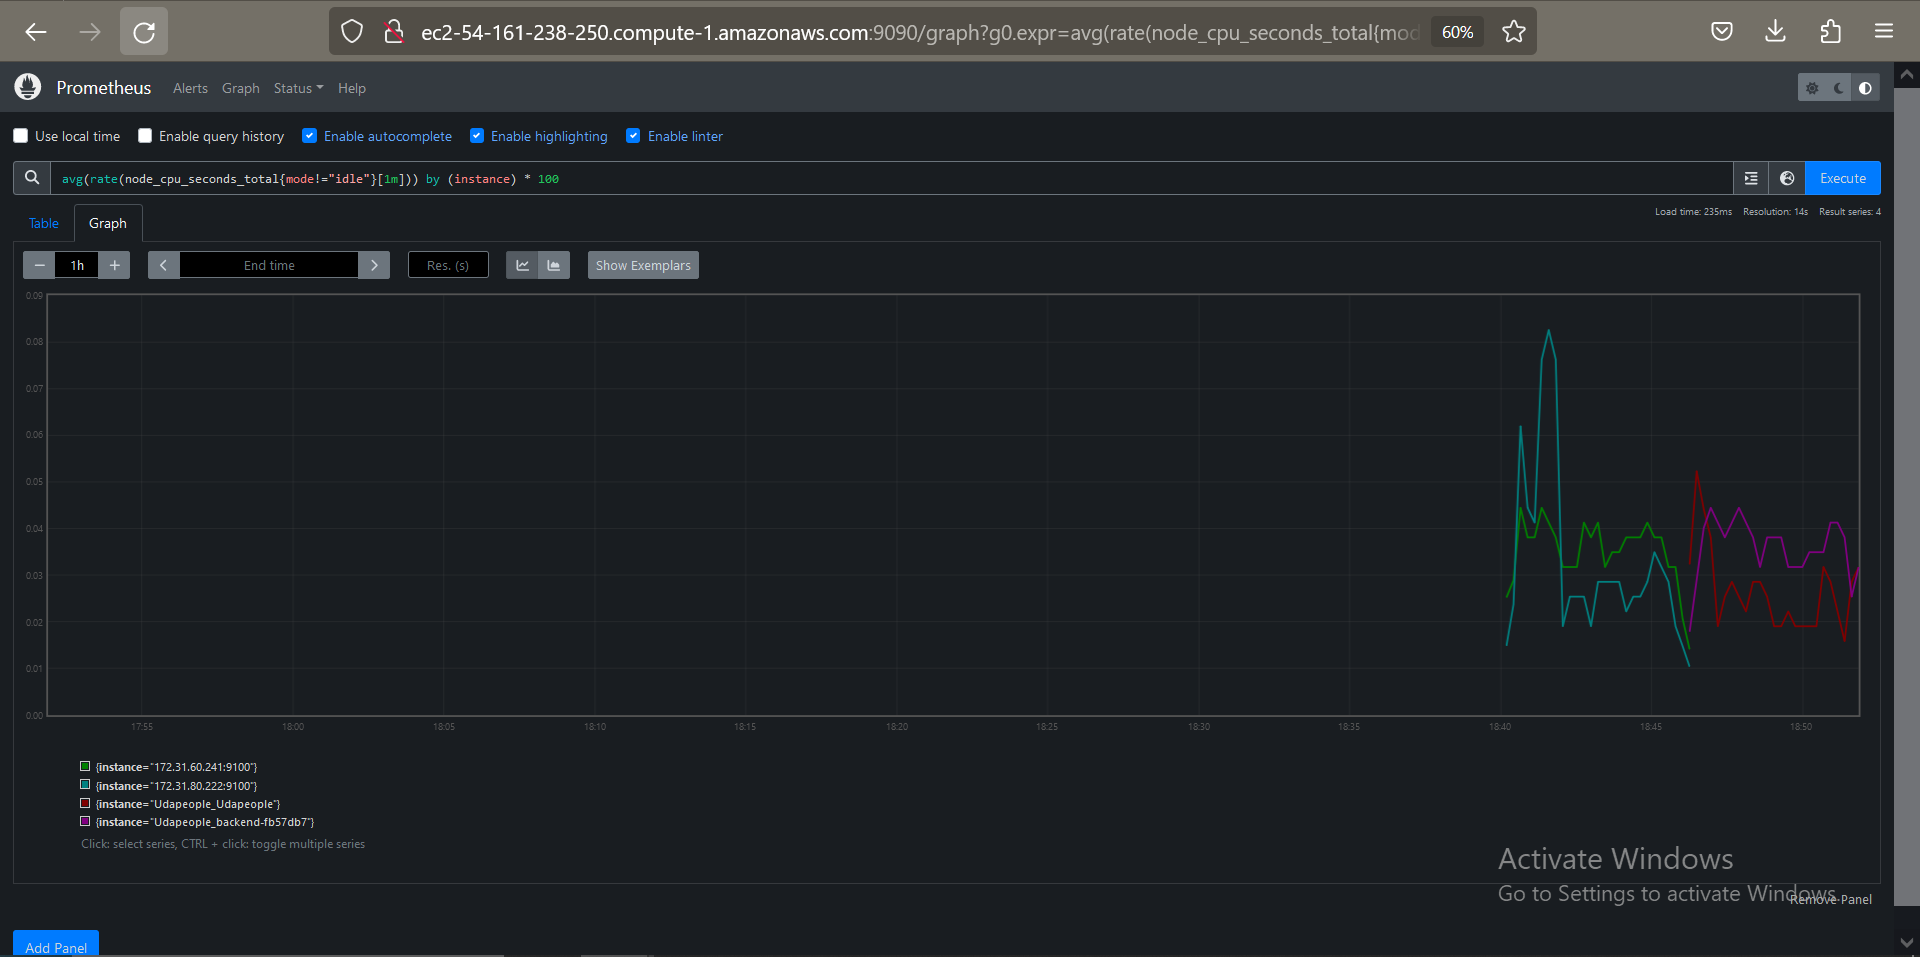 ec2-54-161-238-250.compute-1.amazonaws.com:9090/graph?g0.expr=avg(rate(node_cpu_seconds_total{mod 60%
Prometheus Alerts Graph Status Help
Use local time Enable query history Enable autocomplete Enable highlighting Enable linter
avg(rate(node_cpu_seconds_total{mode!="idle"}[1m])) by (instance) * 100 Execute
Table Graph Load time: 235ms Resolution: 14s Result series: 4
− 1h + End time Res. (s) Show Exemplars
0.09
0.08
0.07
0.06
0.05
0.04
0.03
0.02
0.01
0.00
17:55 18:00 18:05 18:10 18:15 18:20 18:25 18:30 18:35 18:40 18:45 18:50
{instance="172.31.60.241:9100"}
{instance="172.31.80.222:9100"}
{instance="Udapeople_Udapeople"}
{instance="Udapeople_backend-fb57db7"}
Click: select series, CTRL + click: toggle multiple series
Activate Windows
Go to Settings to activate Windows.
Remove Panel
Add Panel